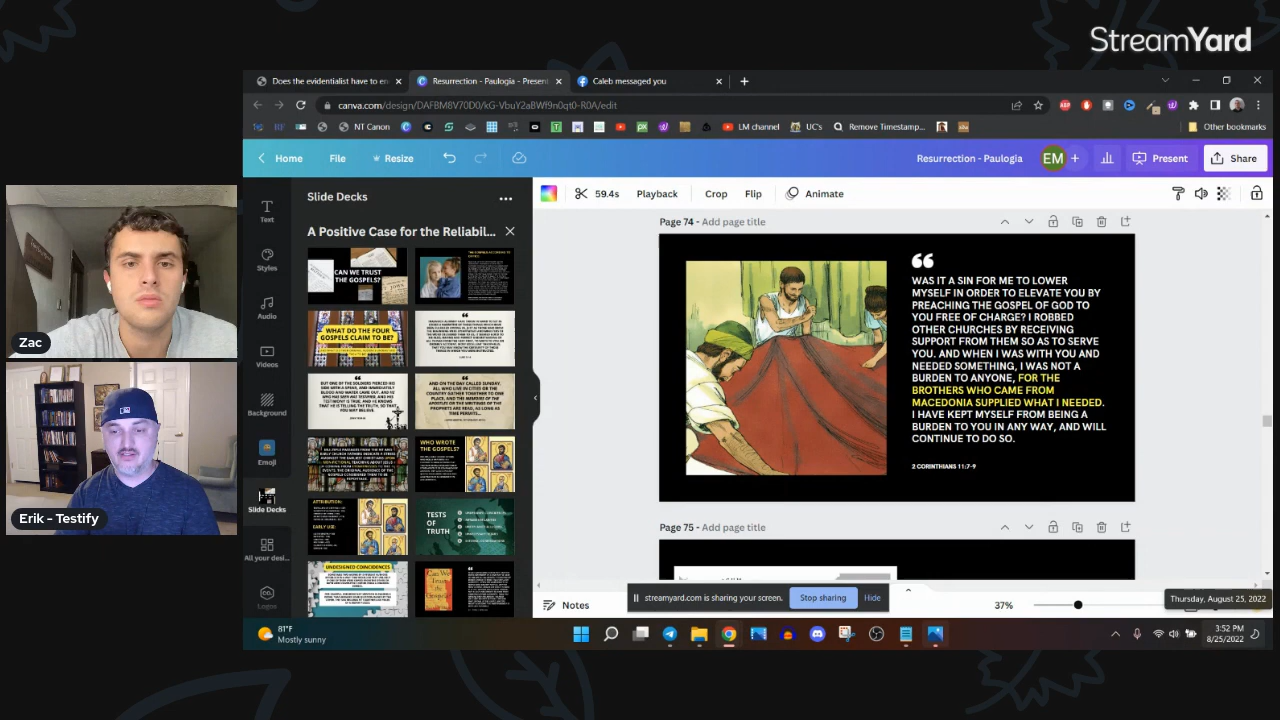 StreamYard
Does the evidentialist have to en
Resurrection - Paulogia - Present
Caleb messaged you
canva.com/design/DAFBM8V70D0/kG-VbuY2aBWf9n0qt0-R0A/edit
NT Canon
LM channel
UC's
Remove Timestamp...
Other bookmarks
Home
File
Resize
Resurrection - Paulogia
EM
Present
Share
Text
Styles
Audio
Videos
Background
Emoji
Slide Decks
All your desi...
Logos
Slide Decks
A Positive Case for the Reliabil...
CAN WE TRUST
THE GOSPELS?
WHAT DO THE FOUR
GOSPELS CLAIM TO BE?
WHO WROTE
THE GOSPELS?
ATTRIBUTION:
EARLY USE:
TESTS
OF
TRUTH
UNDESIGNED COINCIDENCES
59.4s
Playback
Crop
Flip
Animate
Page 74 - Add page title
WAS IT A SIN FOR ME TO LOWER
MYSELF IN ORDER TO ELEVATE YOU BY
PREACHING THE GOSPEL OF GOD TO
YOU FREE OF CHARGE? I ROBBED
OTHER CHURCHES BY RECEIVING
SUPPORT FROM THEM SO AS TO SERVE
YOU. AND WHEN I WAS WITH YOU AND
NEEDED SOMETHING, I WAS NOT A
BURDEN TO ANYONE, FOR THE
BROTHERS WHO CAME FROM
MACEDONIA SUPPLIED WHAT I NEEDED.
I HAVE KEPT MYSELF FROM BEING A
BURDEN TO YOU IN ANY WAY, AND WILL
CONTINUE TO DO SO.
2 CORINTHIANS 11:7-9
Page 75 - Add page title
Notes
streamyard.com is sharing your screen.
Stop sharing
Hide
37%
Thursday, August 25, 2022
81°F
Mostly sunny
3:52 PM
8/25/2022
Zac
Erik - Testify